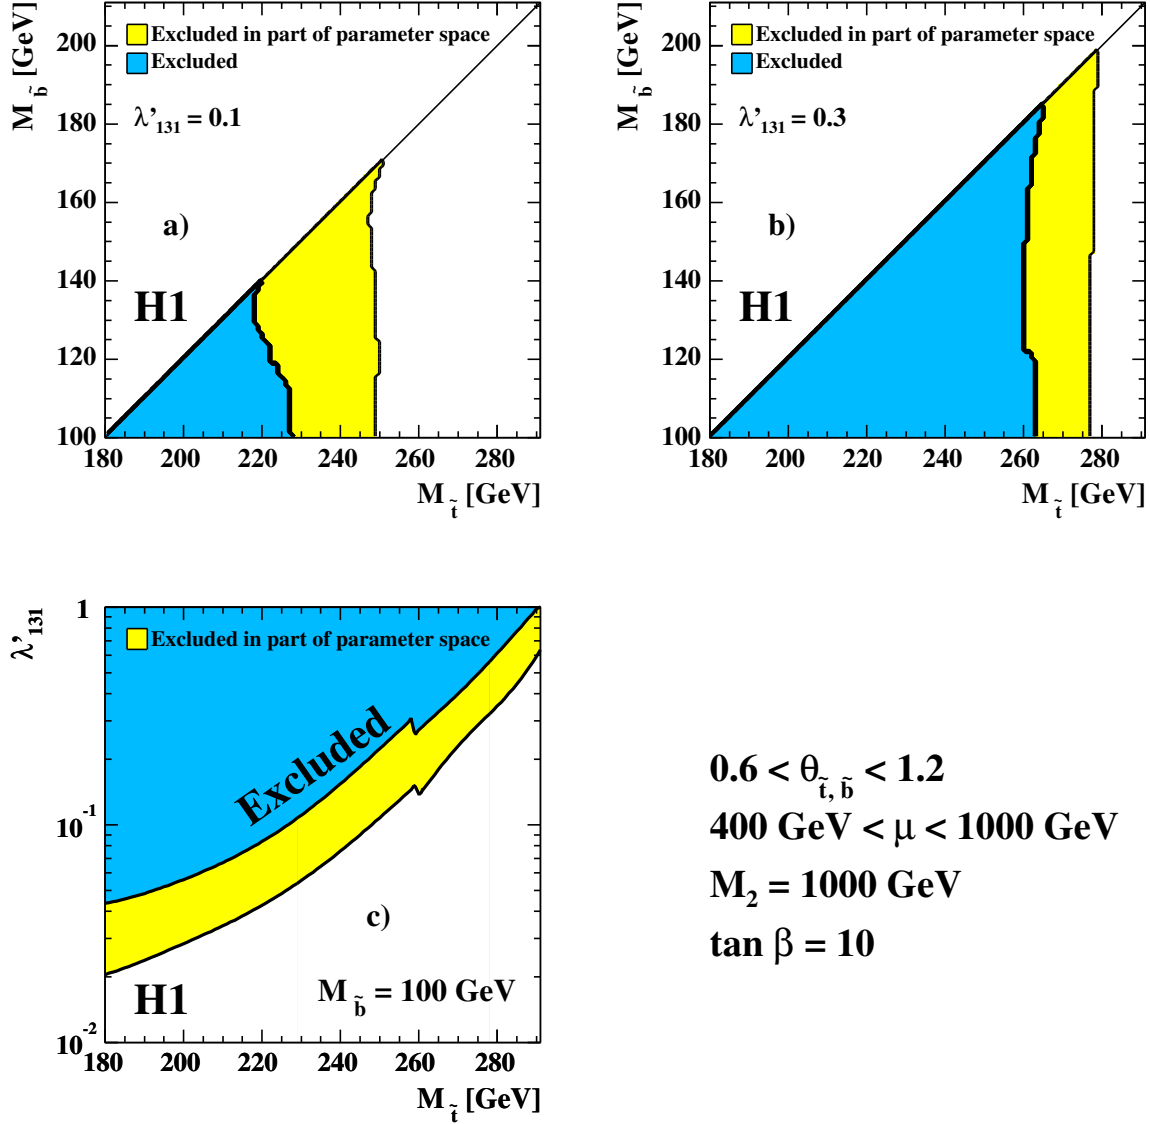 M_b̃ [GeV]
200
180
160
140
120
100
Excluded in part of parameter space
Excluded
λ'₁₃₁ = 0.1
a)
H1
180 200 220 240 260 280
M_t̃ [GeV]
M_b̃ [GeV]
200
180
160
140
120
100
Excluded in part of parameter space
Excluded
λ'₁₃₁ = 0.3
b)
H1
180 200 220 240 260 280
M_t̃ [GeV]
λ'₁₃₁
1
10⁻¹
10⁻²
Excluded in part of parameter space
Excluded
c)
M_b̃ = 100 GeV
H1
180 200 220 240 260 280
M_t̃ [GeV]
0.6 < θ_t̃, b̃ < 1.2
400 GeV < μ < 1000 GeV
M₂ = 1000 GeV
tan β = 10